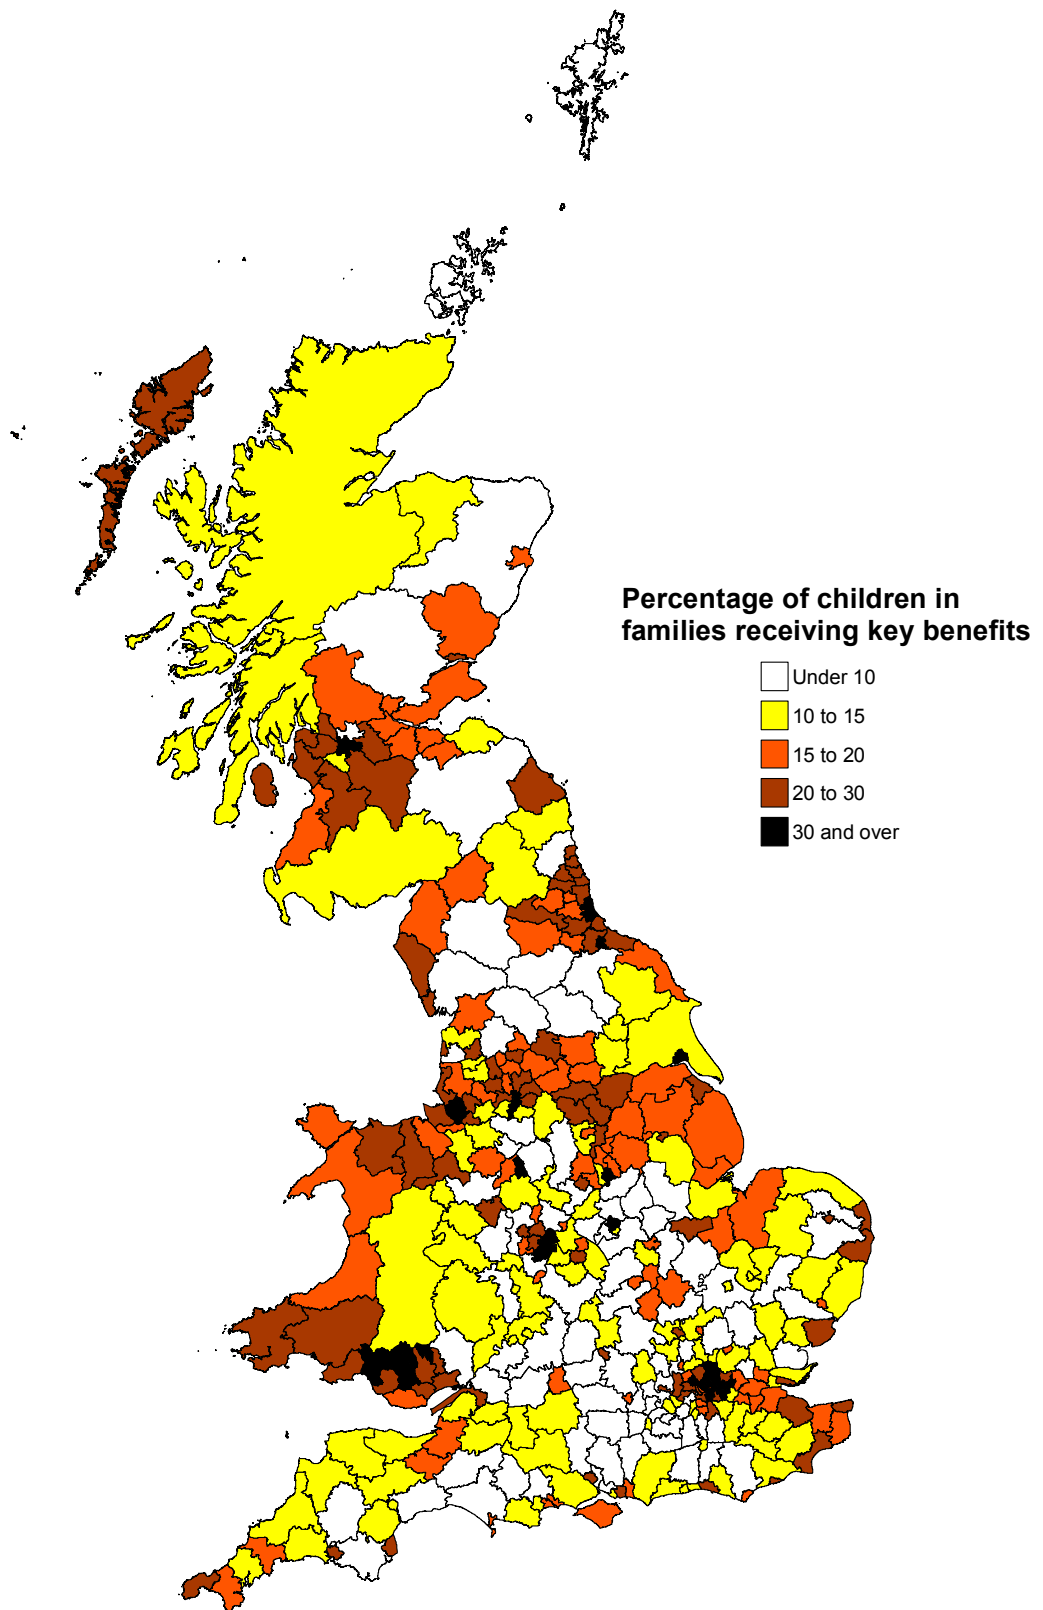 Percentage of children in
families receiving key benefits
Under 10
10 to 15
15 to 20
20 to 30
30 and over